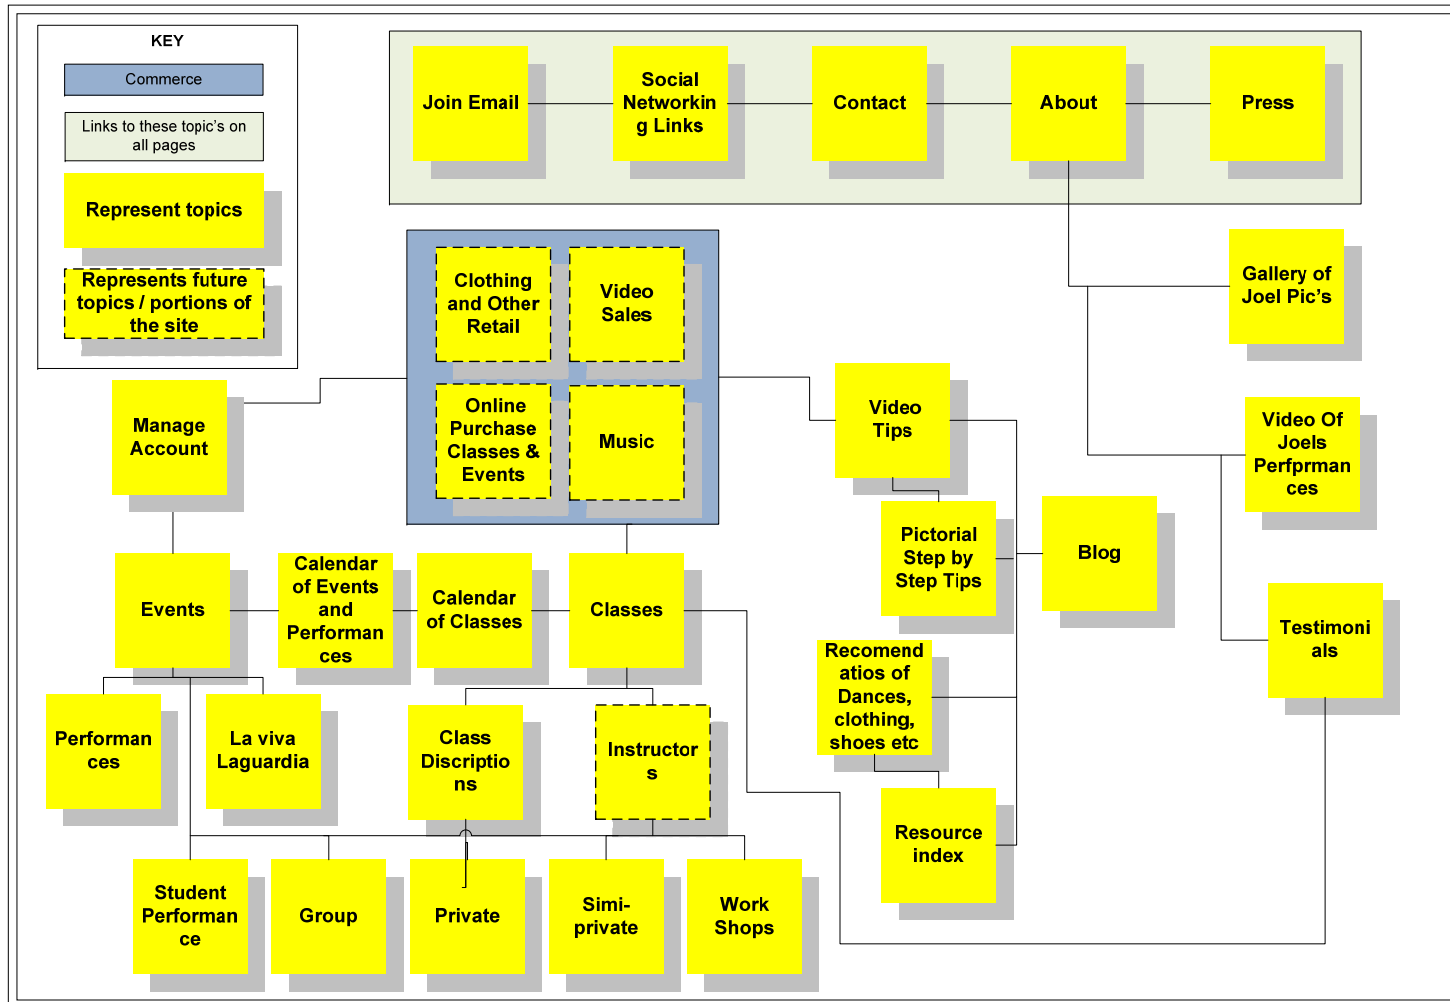 KEY
Commerce
Links to these topic's on
all pages
Represent topics
Represents future
topics / portions of
the site
Join Email
Social
Networkin
g Links
Contact
About
Press
Clothing
and Other
Retail
Video
Sales
Online
Purchase
Classes &
Events
Music
Gallery of
Joel Pic's
Manage
Account
Video
Tips
Video Of
Joels
Perfprman
ces
Pictorial
Step by
Step Tips
Blog
Events
Calendar
of Events
and
Performan
ces
Calendar
of Classes
Classes
Testimoni
als
Recomend
atios of
Dances,
clothing,
shoes etc
Performan
ces
La viva
Laguardia
Class
Discriptio
ns
Instructor
s
Resource
index
Student
Performan
ce
Group
Private
Simi-
private
Work
Shops